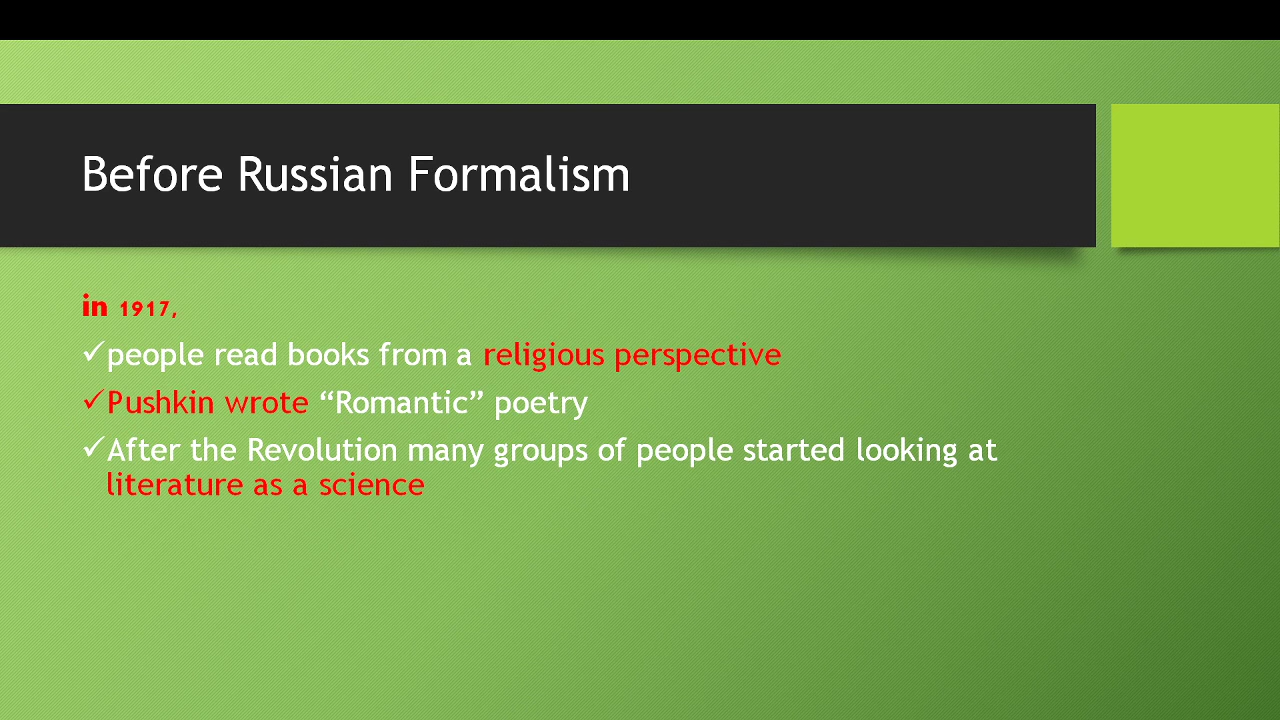 Before Russian Formalism
in 1917,
✓people read books from a religious perspective
✓Pushkin wrote “Romantic” poetry
✓After the Revolution many groups of people started looking at
literature as a science